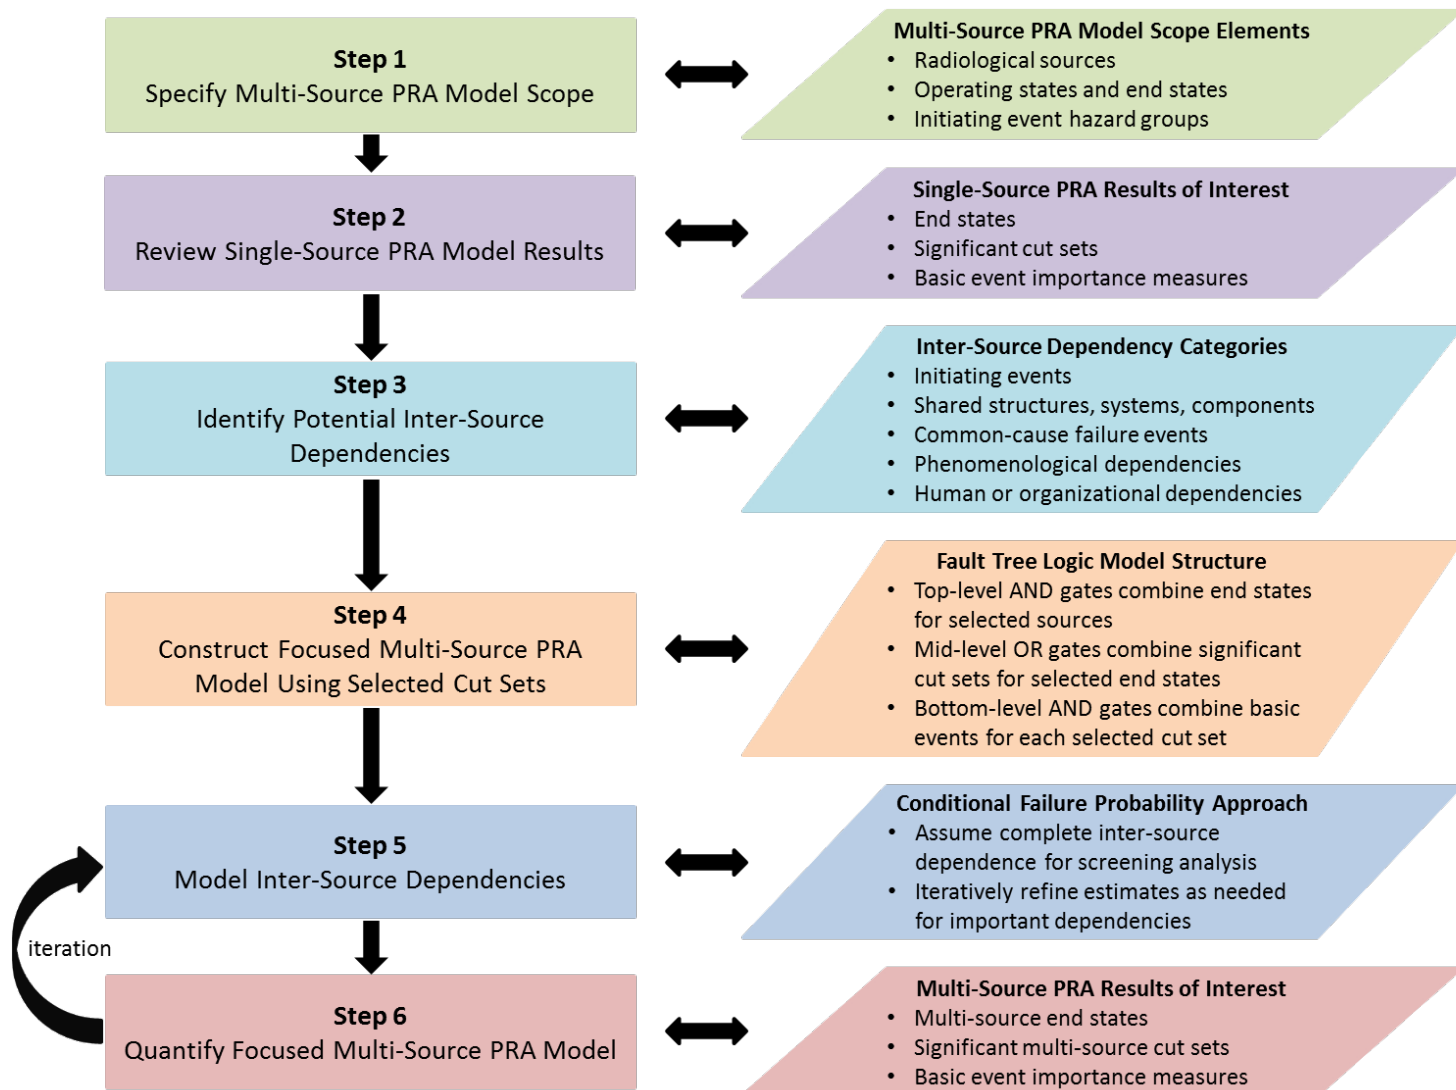 Step 1
Specify Multi-Source PRA Model Scope
Multi-Source PRA Model Scope Elements
• Radiological sources
• Operating states and end states
• Initiating event hazard groups
Step 2
Review Single-Source PRA Model Results
Single-Source PRA Results of Interest
• End states
• Significant cut sets
• Basic event importance measures
Step 3
Identify Potential Inter-Source
Dependencies
Inter-Source Dependency Categories
• Initiating events
• Shared structures, systems, components
• Common-cause failure events
• Phenomenological dependencies
• Human or organizational dependencies
Step 4
Construct Focused Multi-Source PRA
Model Using Selected Cut Sets
Fault Tree Logic Model Structure
• Top-level AND gates combine end states
for selected sources
• Mid-level OR gates combine significant
cut sets for selected end states
• Bottom-level AND gates combine basic
events for each selected cut set
Step 5
Model Inter-Source Dependencies
Conditional Failure Probability Approach
• Assume complete inter-source
dependence for screening analysis
• Iteratively refine estimates as needed
for important dependencies
iteration
Step 6
Quantify Focused Multi-Source PRA Model
Multi-Source PRA Results of Interest
• Multi-source end states
• Significant multi-source cut sets
• Basic event importance measures